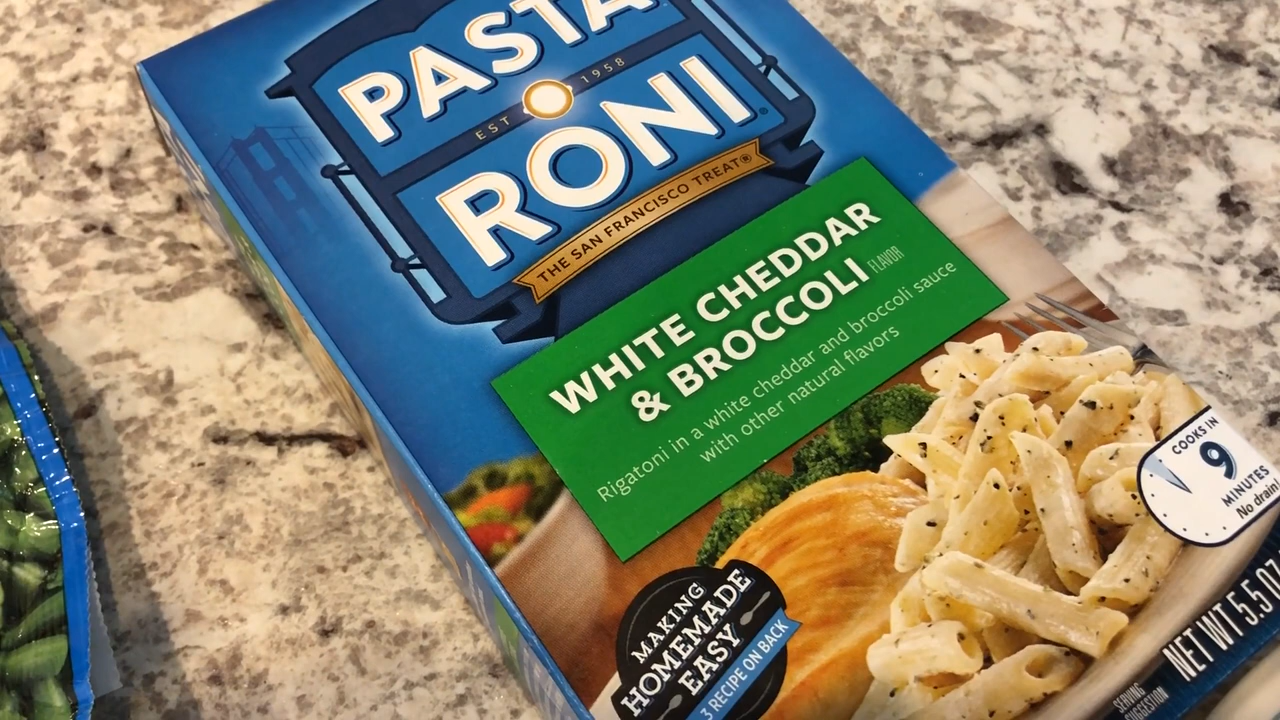 PASTA
EST 1958
RONI®
THE SAN FRANCISCO TREAT®
WHITE CHEDDAR
& BROCCOLI FLAVOR
Rigatoni in a white cheddar and broccoli sauce
with other natural flavors
COOKS IN
9
MINUTES
No drain
MAKING
HOMEMADE
EASY
3 RECIPE ON BACK
NET WT 5.5 OZ
SERVING
SUGGESTION